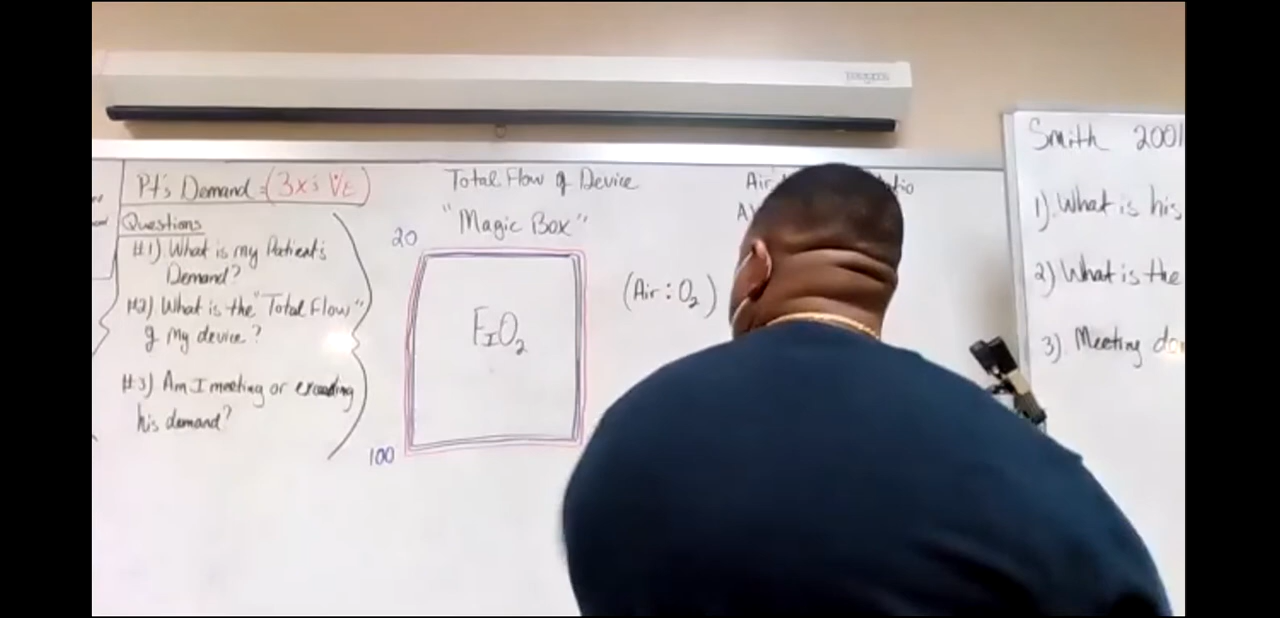 Pt's Demand = (3x's V̇E)
Questions
#1) What is my Patient's
Demand?
#2) What is the "Total Flow"
of my device?
#3) Am I meeting or exceeding
his demand?
Total Flow of Device
"Magic Box"
20
FIO2
100
Air
(Air : O2)
Smith 2001
1). What is his
2) What is the
3). Meeting